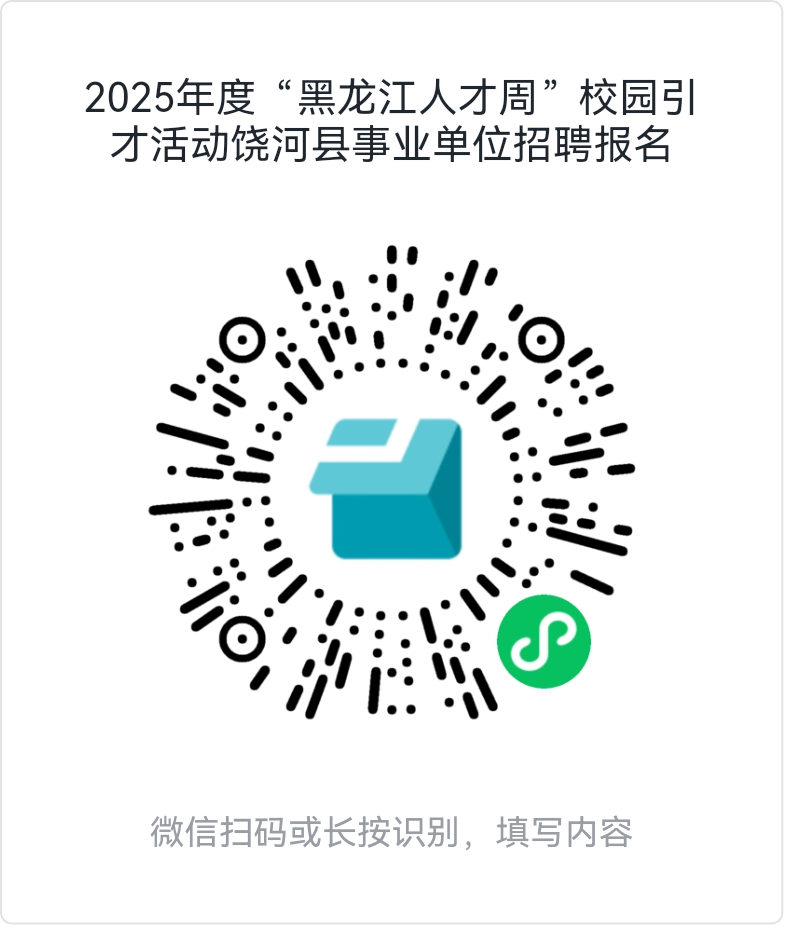 2025年度“黑龙江人才周”校园引
才活动饶河县事业单位招聘报名
微信扫码或长按识别，填写内容